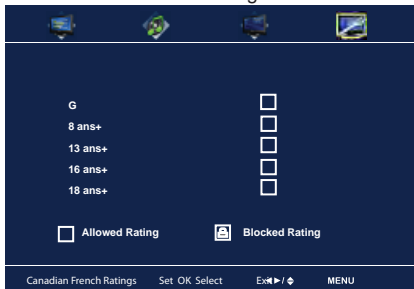 G
8 ans+
13 ans+
16 ans+
18 ans+
Allowed Rating Blocked Rating
Canadian French Ratings Set OK Select Exit MENU